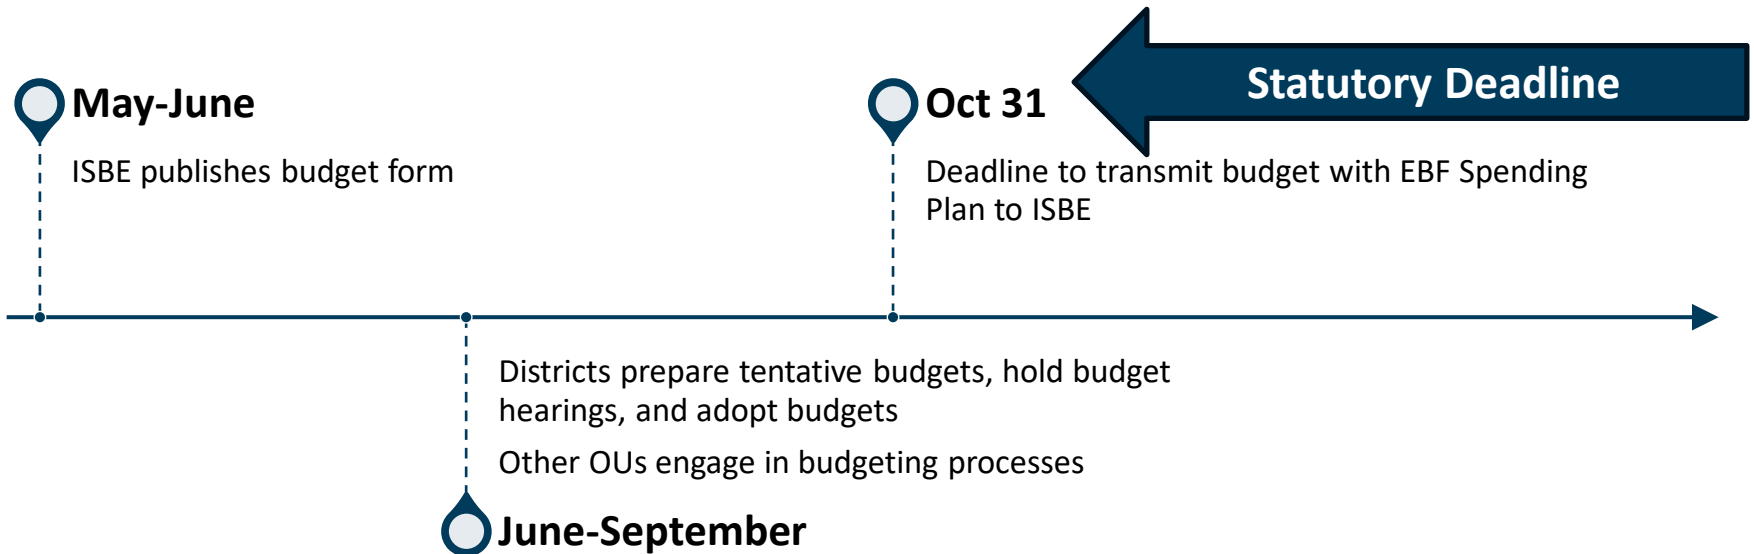 May-June
ISBE publishes budget form
Oct 31
Statutory Deadline
Deadline to transmit budget with EBF Spending
Plan to ISBE
Districts prepare tentative budgets, hold budget
hearings, and adopt budgets
Other OUs engage in budgeting processes
June-September